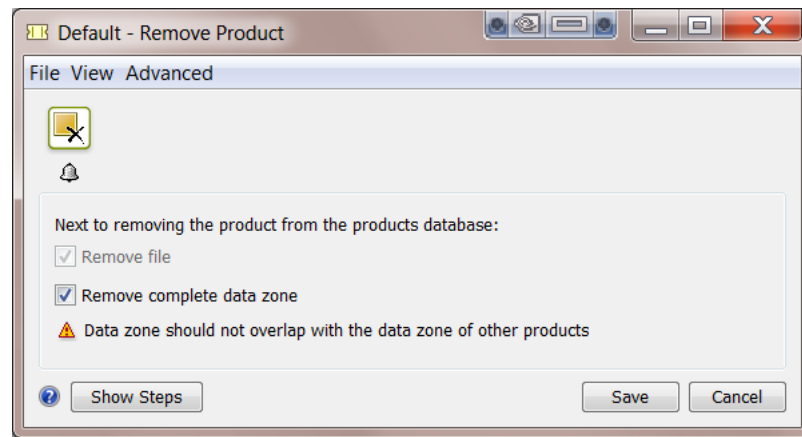 Default - Remove Product
File View Advanced
Next to removing the product from the products database:
Remove file
Remove complete data zone
Data zone should not overlap with the data zone of other products
Show Steps
Save
Cancel